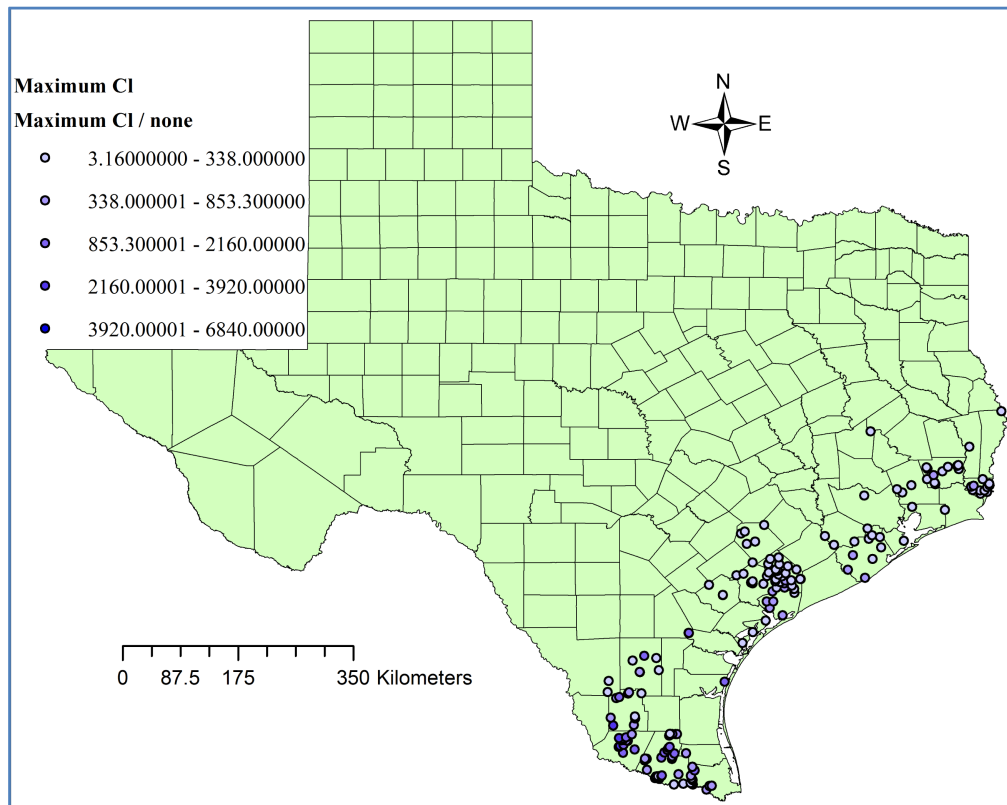 Maximum Cl
Maximum Cl / none
3.16000000 - 338.000000
338.000001 - 853.300000
853.300001 - 2160.00000
2160.00001 - 3920.00000
3920.00001 - 6840.00000
N
W E
S
0 87.5 175 350 Kilometers